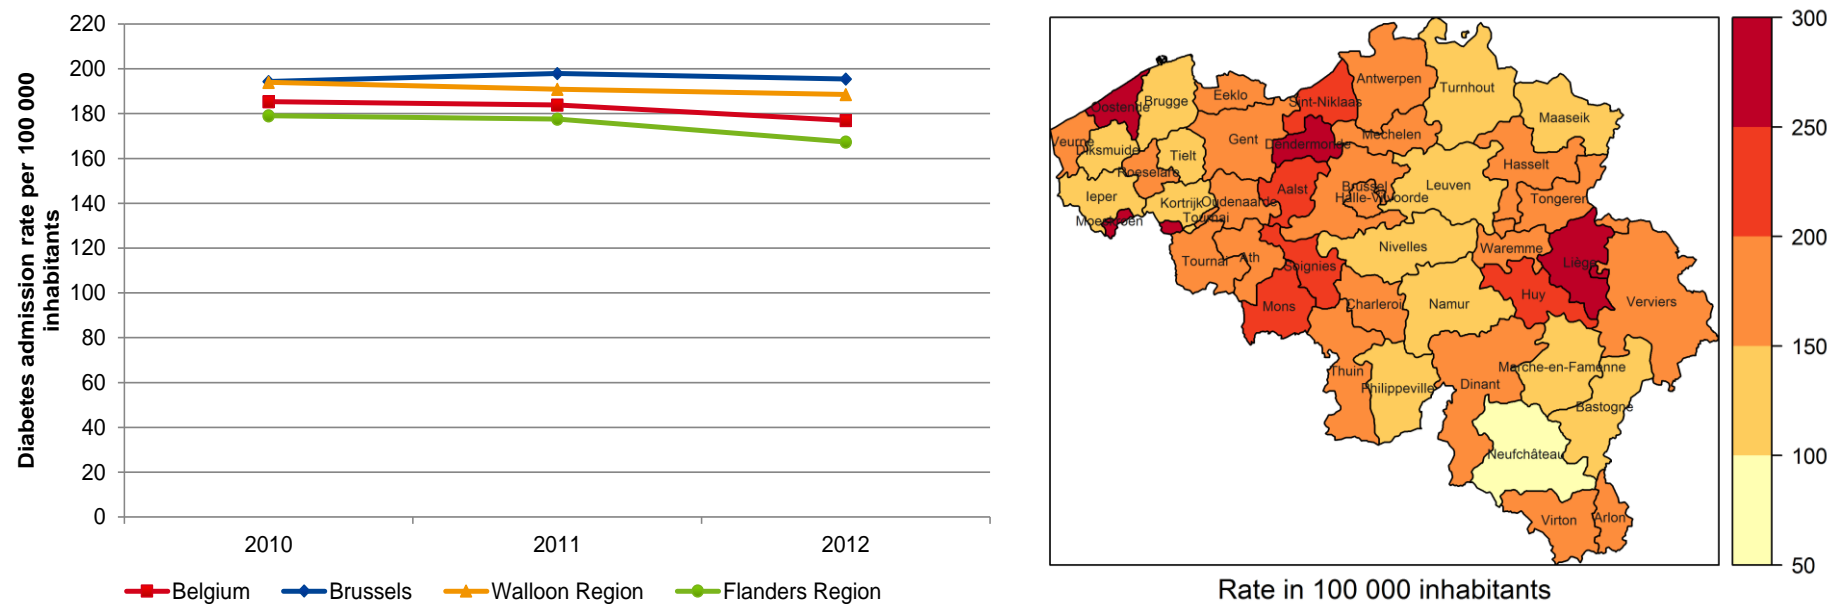 Diabetes admission rate per 100 000
inhabitants
220
200
180
160
140
120
100
80
60
40
20
0
2010 2011 2012
Belgium Brussels Walloon Region Flanders Region
Antwerpen
Turnhout
Eeklo
Sint-Niklaas
Oostende
Brugge
Maaseik
Mechelen
Gent
Dendermonde
Veurne
Diksmuide
Tielt
Hasselt
Roeselare
Aalst
Brussel
Leuven
Halle-Vilvoorde
Ieper
Kortrijk
Oudenaarde
Tongeren
Moeskroen
Tournai
Nivelles
Waremme
Tournai
Ath
Soignies
Liège
Mons
Charleroi
Namur
Huy
Verviers
Thuin
Philippeville
Dinant
Marche-en-Famenne
Bastogne
Neufchâteau
Virton
Arlon
300
250
200
150
100
50
Rate in 100 000 inhabitants